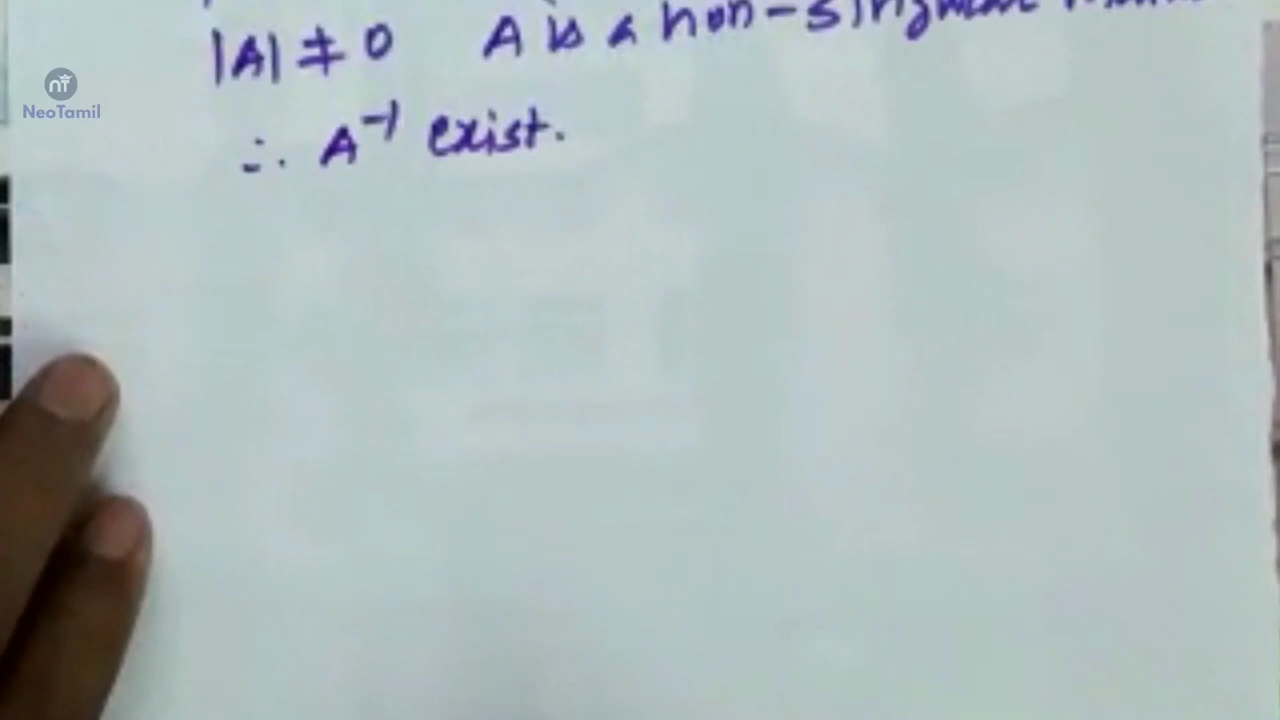 |A| ≠ 0 A is a non-singular
∴ A⁻¹ exist.
NeoTamil